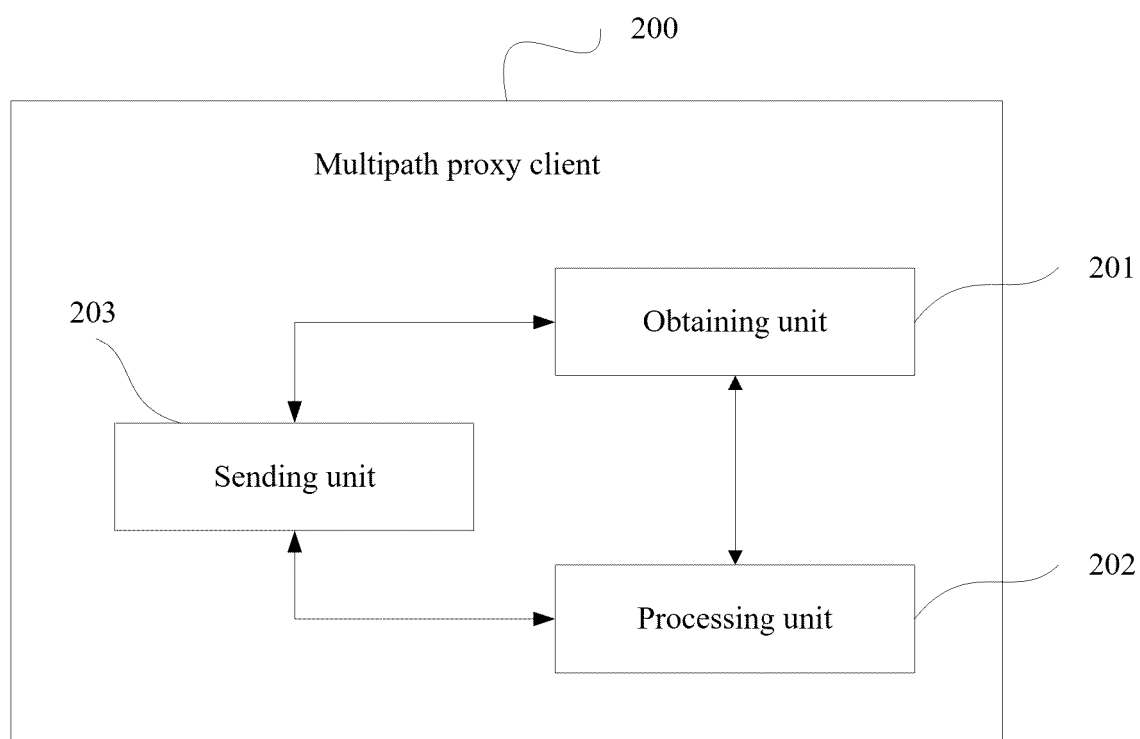 200
Multipath proxy client
201
Obtaining unit
203
Sending unit
202
Processing unit